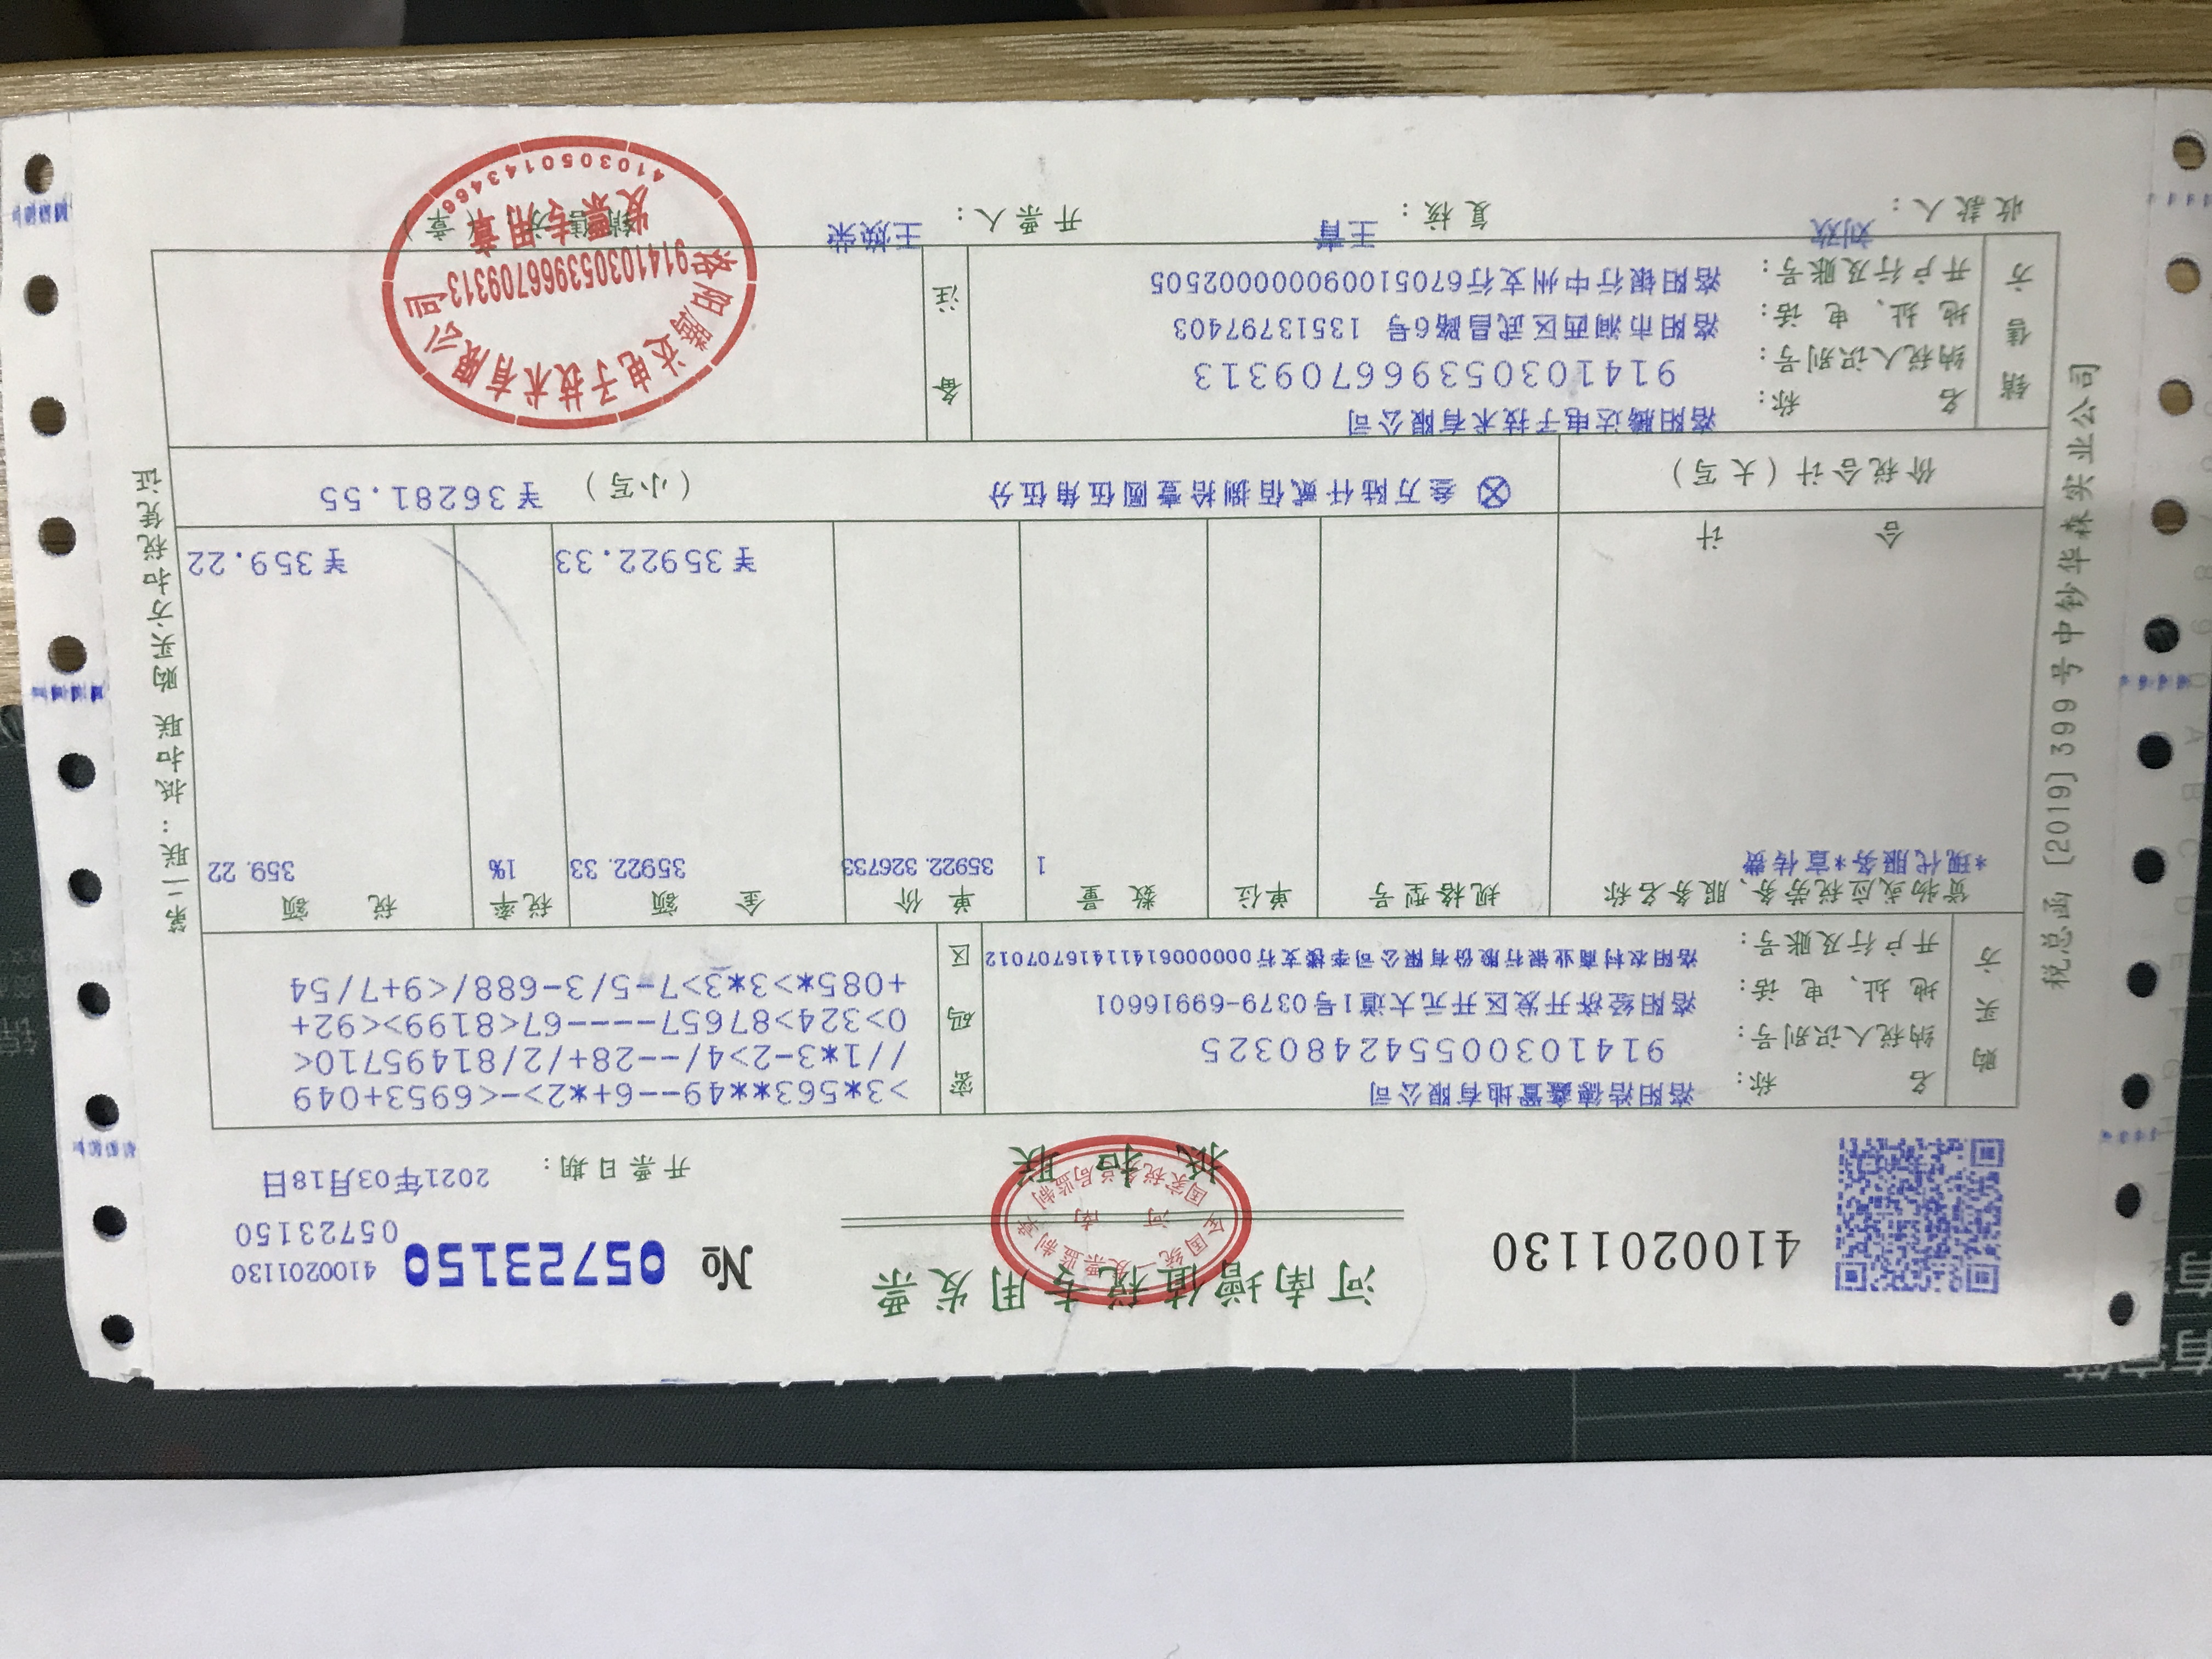 河南增值税专用发票
抵扣联
4100201130
№ 05723150
4100201130
05723150
开票日期: 2021年03月18日
全国统一发票监制章
河南
国家税务总局监制
购买方
名称: 洛阳浩德鑫置地有限公司
纳税人识别号: 914103005542480325
地址、电话: 洛阳经济开发区开元大道1号0379-69916601
开户行及账号: 洛阳农村商业银行股份有限公司李楼支行00000061411141670701​2
密码区
>3*563**49--6+*2>-<6953+049
//1*3-2>4/--28+/2/81495710<
0>324>87657----67<8199><92+
+085*>3*3>7-5/3-688/<9+7/54
货物或应税劳务、服务名称 规格型号 单位 数量 单价 金额 税率 税额
*现代服务*宣传费 1 35922.326733 35922.33 1% 359.22
合计 ￥35922.33 ￥359.22
价税合计(大写) ⊗叁万陆仟贰佰捌拾壹圆伍角伍分 (小写) ￥36281.55
销售方
名称: 洛阳腾达电子技术有限公司
纳税人识别号: 914103053966709313
地址、电话: 洛阳市涧西区武昌路6号 13513797403
开户行及账号: 洛阳银行中州支行670510090000002505
备注
收款人: 刘欢 复核: 王青 开票人: 王焕荣 销售方:(章)
洛阳腾达电子技术有限公司
914103053966709313
发票专用章
4103050143466
税总函〔2019〕399号中钞华森实业公司
第二联:抵扣联 购买方扣税凭证